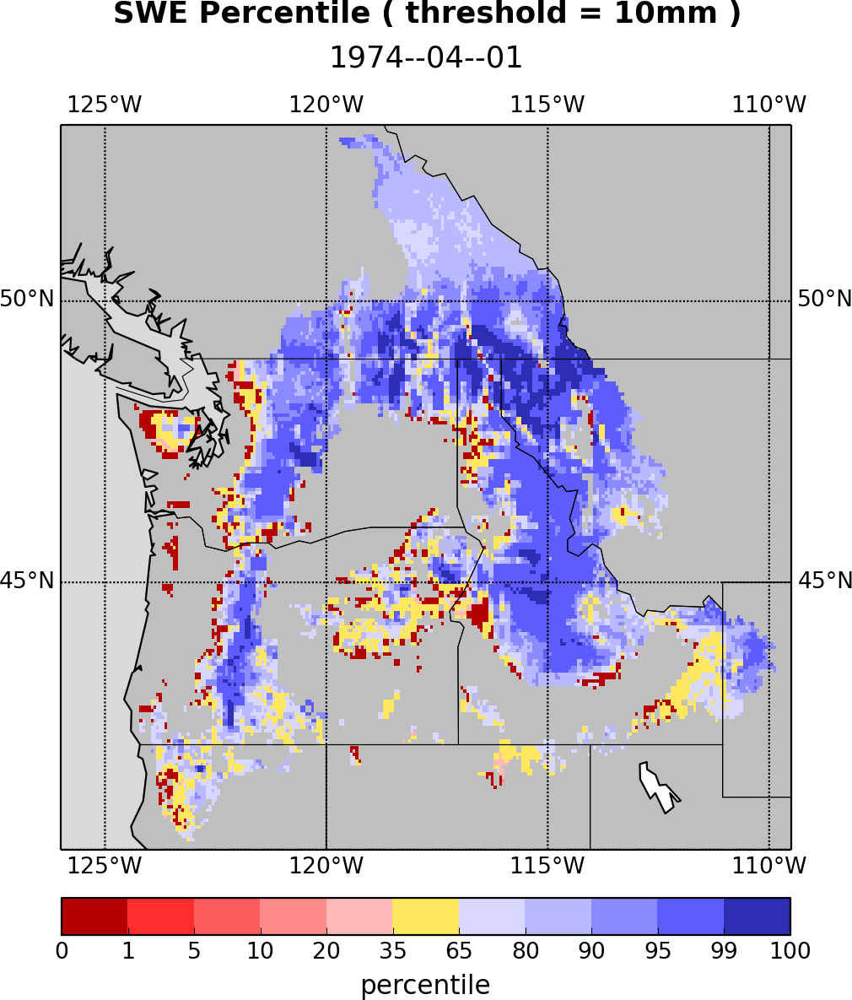 SWE Percentile ( threshold = 10mm )
1974--04--01
125°W 120°W 115°W 110°W
50°N 50°N
45°N 45°N
125°W 120°W 115°W 110°W
0 1 5 10 20 35 65 80 90 95 99 100
percentile